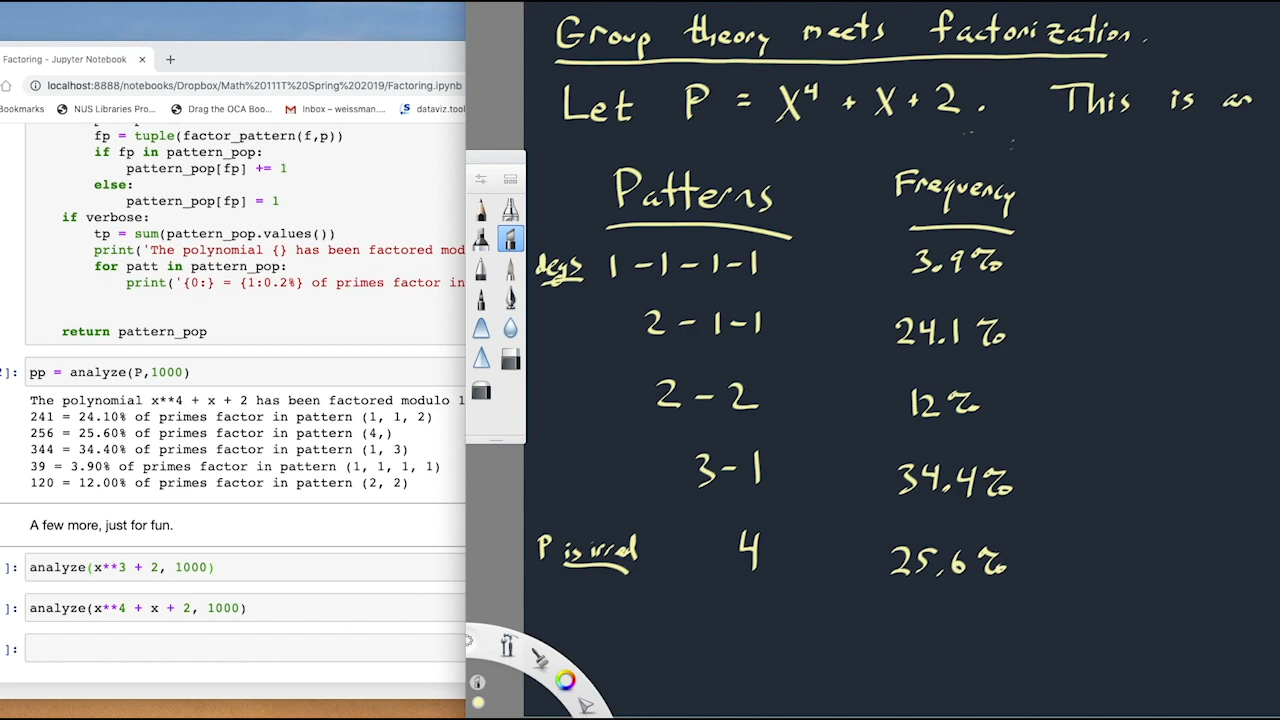 Factoring - Jupyter Notebook
localhost:8888/notebooks/Dropbox/Math%20111T%20Spring%202019/Factoring.ipynb
Bookmarks NUS Libraries Pro... Drag the OCA Boo... Inbox – weissman.... dataviz.tool
fp = tuple(factor_pattern(f,p))
if fp in pattern_pop:
pattern_pop[fp] += 1
else:
pattern_pop[fp] = 1
if verbose:
tp = sum(pattern_pop.values())
print('The polynomial {} has been factored mod
for patt in pattern_pop:
print('{0:} = {1:0.2%} of primes factor in
return pattern_pop
2]: pp = analyze(P,1000)
The polynomial x**4 + x + 2 has been factored modulo 1
241 = 24.10% of primes factor in pattern (1, 1, 2)
256 = 25.60% of primes factor in pattern (4,)
344 = 34.40% of primes factor in pattern (1, 3)
39 = 3.90% of primes factor in pattern (1, 1, 1, 1)
120 = 12.00% of primes factor in pattern (2, 2)
A few more, just for fun.
]: analyze(x**3 + 2, 1000)
]: analyze(x**4 + x + 2, 1000)
]:
Group theory meets factorization.
Let P = x⁴ + x + 2. This is an
Patterns Frequency
degs 1-1-1-1 3.9%
2-1-1 24.1%
2-2 12%
3-1 34.4%
P is irred 4 25.6%